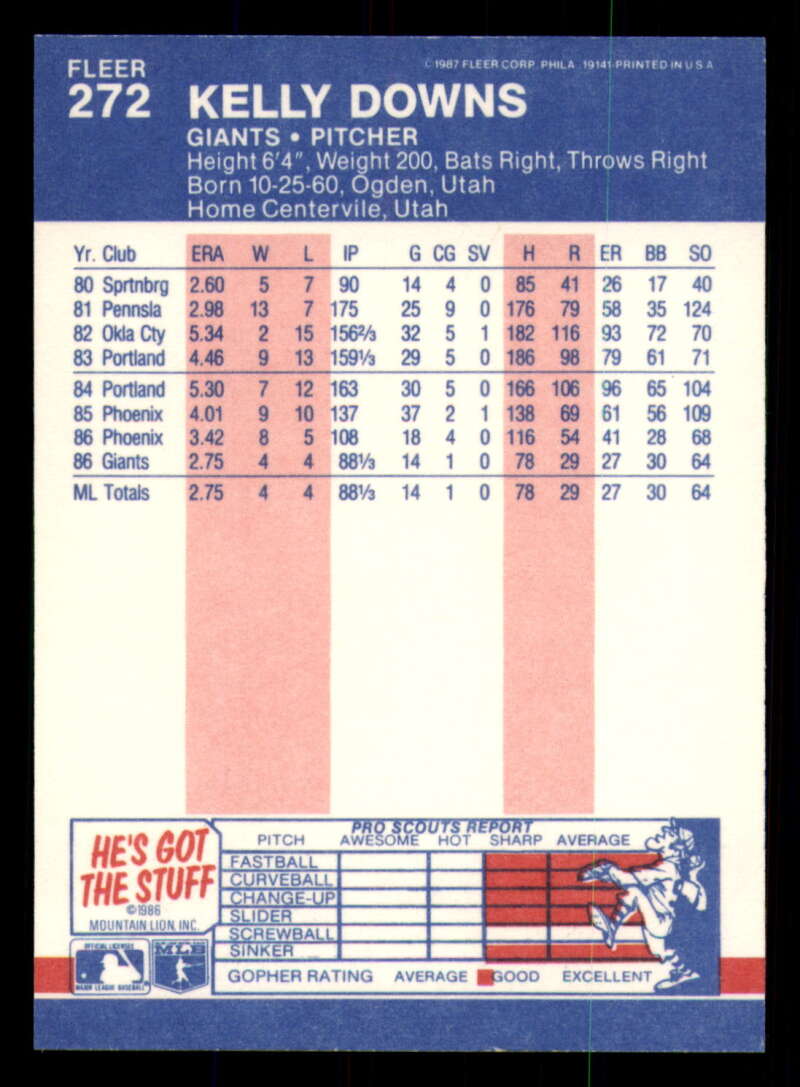 FLEER ©1987 FLEER CORP. PHILA. 19141-PRINTED IN U S A
272 KELLY DOWNS
GIANTS • PITCHER
Height 6'4", Weight 200, Bats Right, Throws Right
Born 10-25-60, Ogden, Utah
Home Centervile, Utah
Yr. Club ERA W L IP G CG SV H R ER BB SO
80 Sprtnbrg 2.60 5 7 90 14 4 0 85 41 26 17 40
81 Pennsla 2.98 13 7 175 25 9 0 176 79 58 35 124
82 Okla Cty 5.34 2 15 156⅔ 32 5 1 182 116 93 72 70
83 Portland 4.46 9 13 159⅓ 29 5 0 186 98 79 61 71
84 Portland 5.30 7 12 163 30 5 0 166 106 96 65 104
85 Phoenix 4.01 9 10 137 37 2 1 138 69 61 56 109
86 Phoenix 3.42 8 5 108 18 4 0 116 54 41 28 68
86 Giants 2.75 4 4 88⅓ 14 1 0 78 29 27 30 64
ML Totals 2.75 4 4 88⅓ 14 1 0 78 29 27 30 64
HE'S GOT
THE STUFF
©1986
MOUNTAIN LION, INC.
PRO SCOUTS REPORT
PITCH AWESOME HOT SHARP AVERAGE
FASTBALL
CURVEBALL
CHANGE-UP
SLIDER
SCREWBALL
SINKER
GOPHER RATING AVERAGE GOOD EXCELLENT
OFFICIAL LICENSEE
MAJOR LEAGUE BASEBALL
MLB